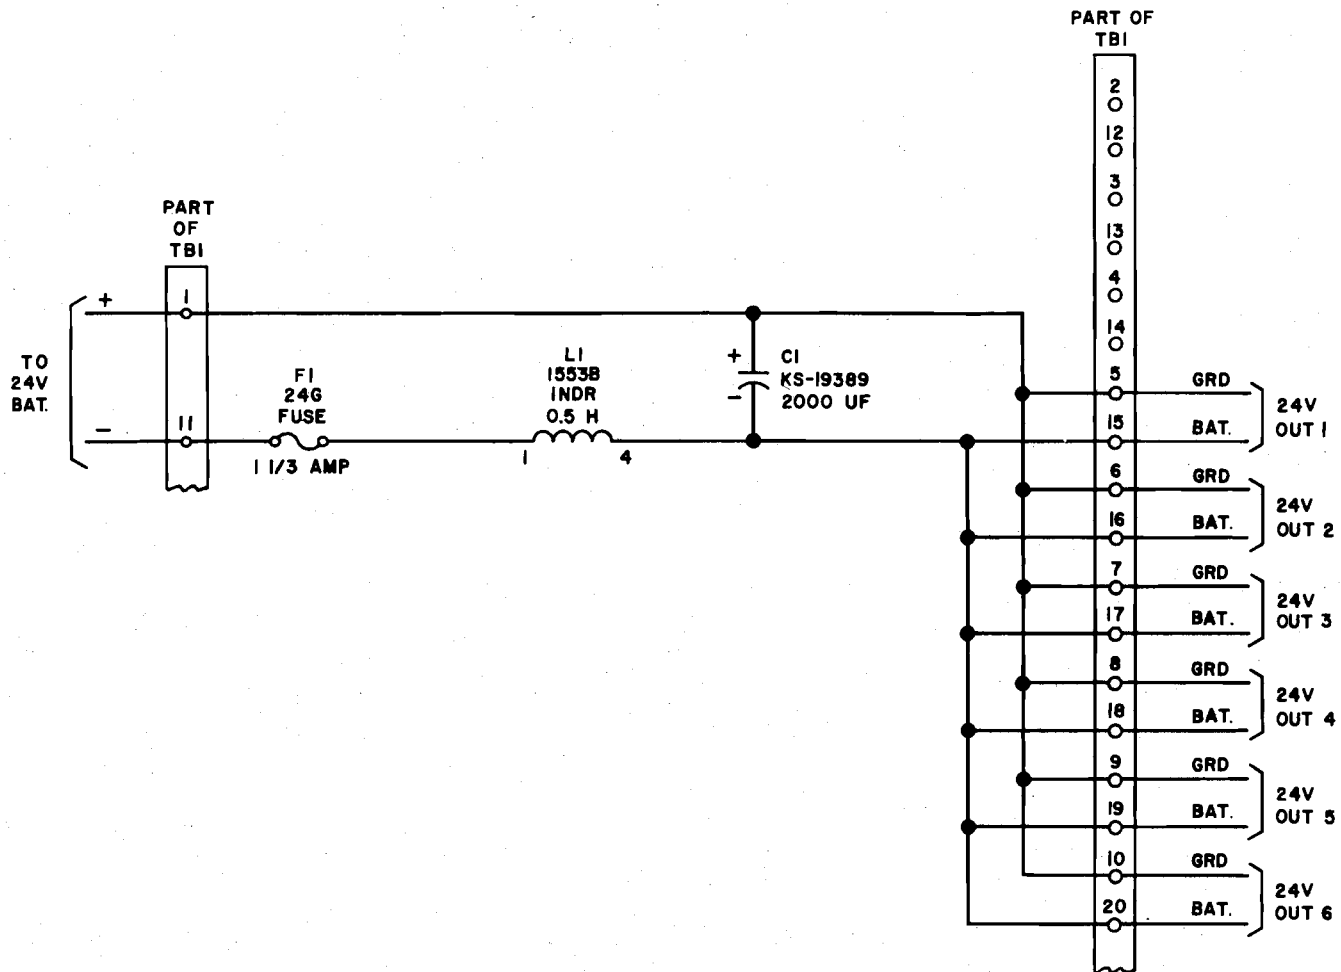 PART OF
TB1
2
12
3
13
4
14
5
15
6
16
7
17
8
18
9
19
10
20
PART
OF
TB1
1
11
+
−
TO
24V
BAT.
F1
24G
FUSE
1 1/3 AMP
L1
1553B
INDR
0.5 H
1
4
+
−
C1
KS-19389
2000 UF
GRD
BAT.
24V
OUT 1
GRD
BAT.
24V
OUT 2
GRD
BAT.
24V
OUT 3
GRD
BAT.
24V
OUT 4
GRD
BAT.
24V
OUT 5
GRD
BAT.
24V
OUT 6